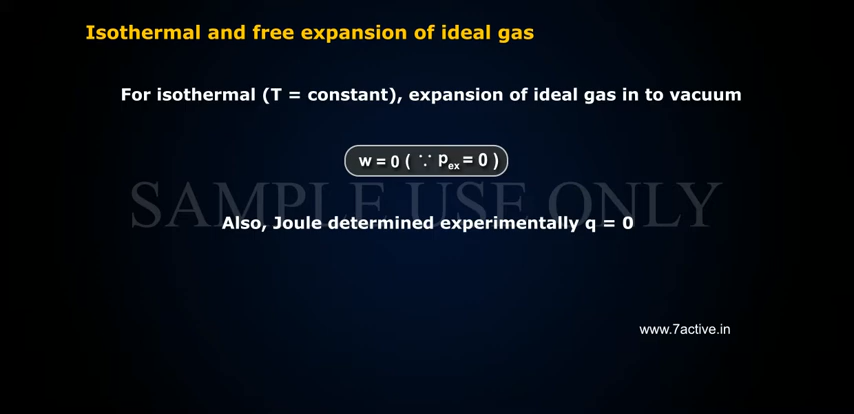 Isothermal and free expansion of ideal gas
For isothermal (T = constant), expansion of ideal gas in to vacuum
w = 0 ( ∵ pex = 0 )
SAMPLE USE ONLY
Also, Joule determined experimentally q = 0
www.7active.in